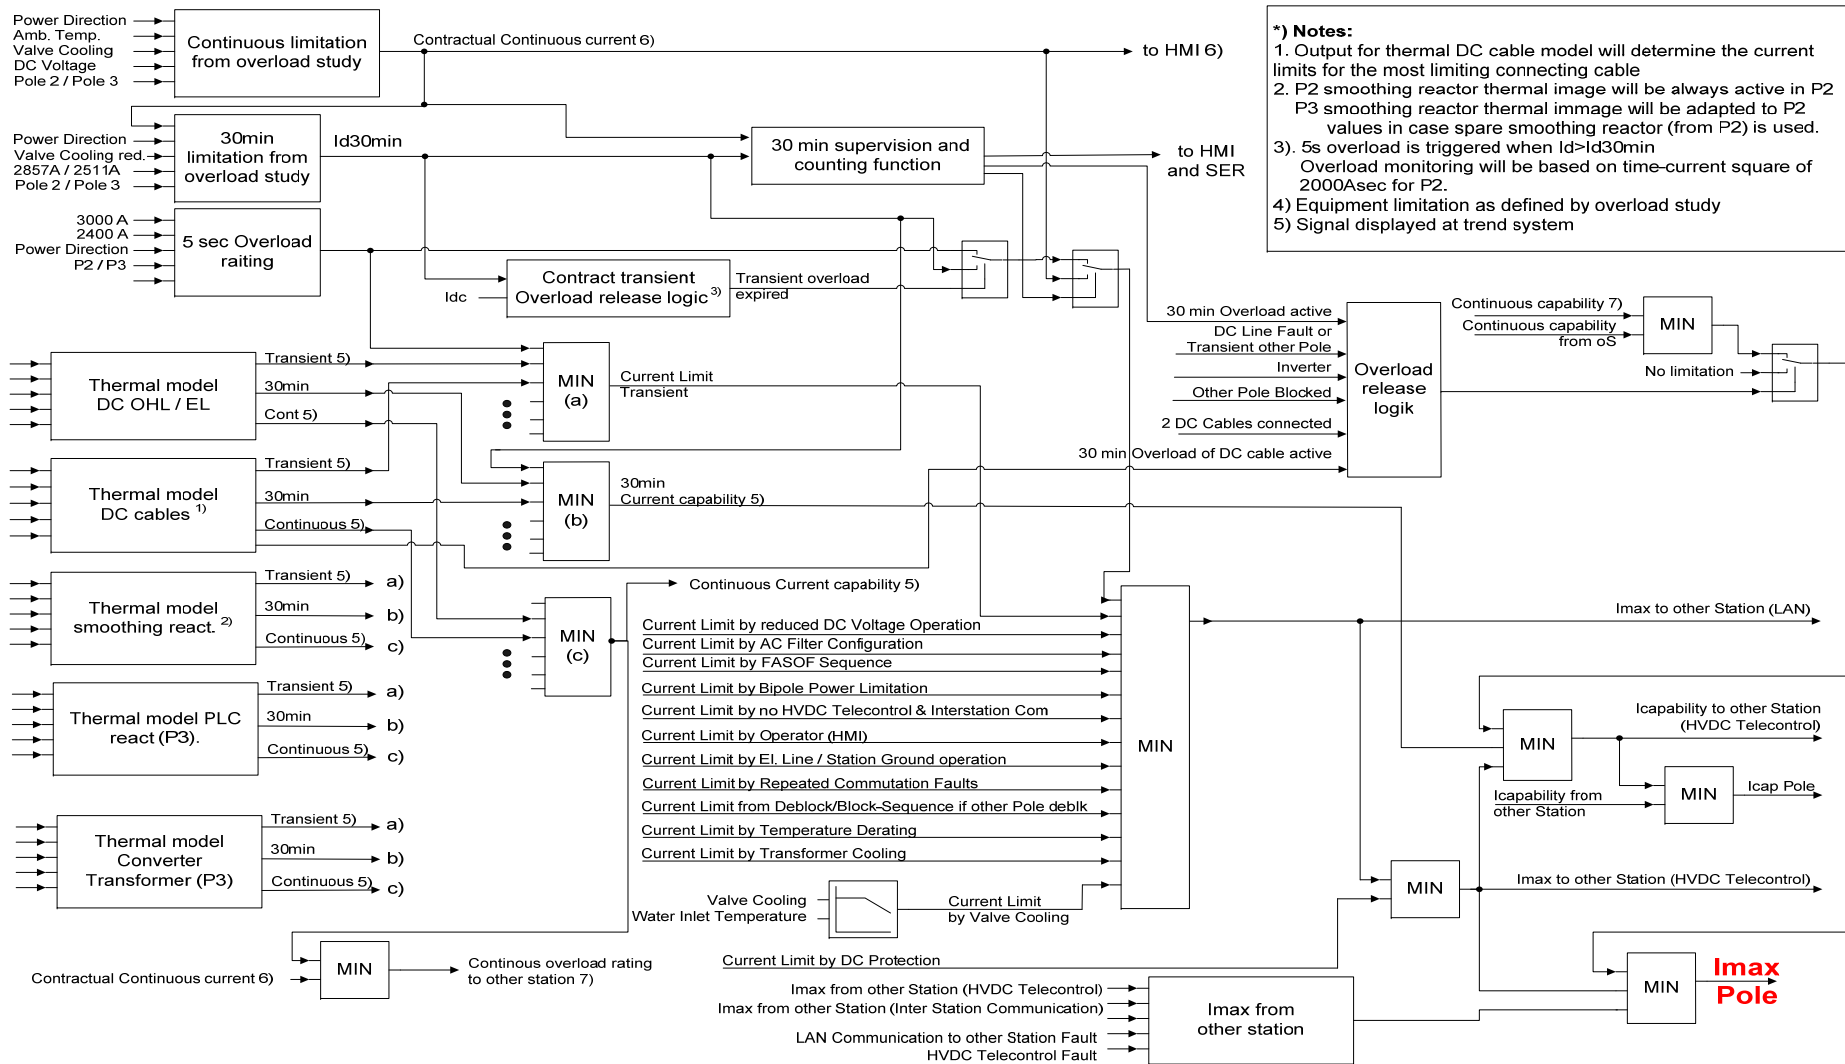 Power Direction
Amb. Temp.
Valve Cooling
DC Voltage
Pole 2 / Pole 3
Continuous limitation
from overload study
Contractual Continuous current 6)
to HMI 6)
*) Notes:
1. Output for thermal DC cable model will determine the current
limits for the most limiting connecting cable
2. P2 smoothing reactor thermal image will be always active in P2
P3 smoothing reactor thermal immage will be adapted to P2
values in case spare smoothing reactor (from P2) is used.
3). 5s overload is triggered when Id>Id30min
Overload monitoring will be based on time-current square of
2000Asec for P2.
4) Equipment limitation as defined by overload study
5) Signal displayed at trend system
Power Direction
Valve Cooling red.
2857A / 2511A
Pole 2 / Pole 3
30min
limitation from
overload study
Id30min
30 min supervision and
counting function
to HMI
and SER
3000 A
2400 A
Power Direction
P2 / P3
5 sec Overload
raiting
Idc
Contract transient
Overload release logic 3)
Transient overload
expired
30 min Overload active
DC Line Fault or
Transient other Pole
Inverter
Other Pole Blocked
2 DC Cables connected
30 min Overload of DC cable active
Overload
release
logik
Continuous capability 7)
Continuous capability
from oS
MIN
No limitation
Thermal model
DC OHL / EL
Transient 5)
30min
Cont 5)
MIN
(a)
Current Limit
Transient
Thermal model
DC cables 1)
Transient 5)
30min
Continuous 5)
MIN
(b)
30min
Current capability 5)
Thermal model
smoothing react. 2)
Transient 5)
a)
30min
b)
Continuous 5)
c)
MIN
(c)
Continuous Current capability 5)
Thermal model PLC
react (P3).
Transient 5)
a)
30min
b)
Continuous 5)
c)
Thermal model
Converter
Transformer (P3)
Transient 5)
a)
30min
b)
Continuous 5)
c)
Current Limit by reduced DC Voltage Operation
Current Limit by AC Filter Configuration
Current Limit by FASOF Sequence
Current Limit by Bipole Power Limitation
Current Limit by no HVDC Telecontrol & Interstation Com
Current Limit by Operator (HMI)
Current Limit by El. Line / Station Ground operation
Current Limit by Repeated Commutation Faults
Current Limit from Deblock/Block-Sequence if other Pole deblk
Current Limit by Temperature Derating
Current Limit by Transformer Cooling
MIN
Valve Cooling
Water Inlet Temperature
Current Limit
by Valve Cooling
Imax to other Station (LAN)
MIN
Icapability to other Station
(HVDC Telecontrol)
Icapability from
other Station
MIN
Icap Pole
MIN
Imax to other Station (HVDC Telecontrol)
Contractual Continuous current 6)
MIN
Continous overload rating
to other station 7)
Current Limit by DC Protection
Imax from other Station (HVDC Telecontrol)
Imax from other Station (Inter Station Communication)
LAN Communication to other Station Fault
HVDC Telecontrol Fault
Imax from
other station
MIN
Imax
Pole